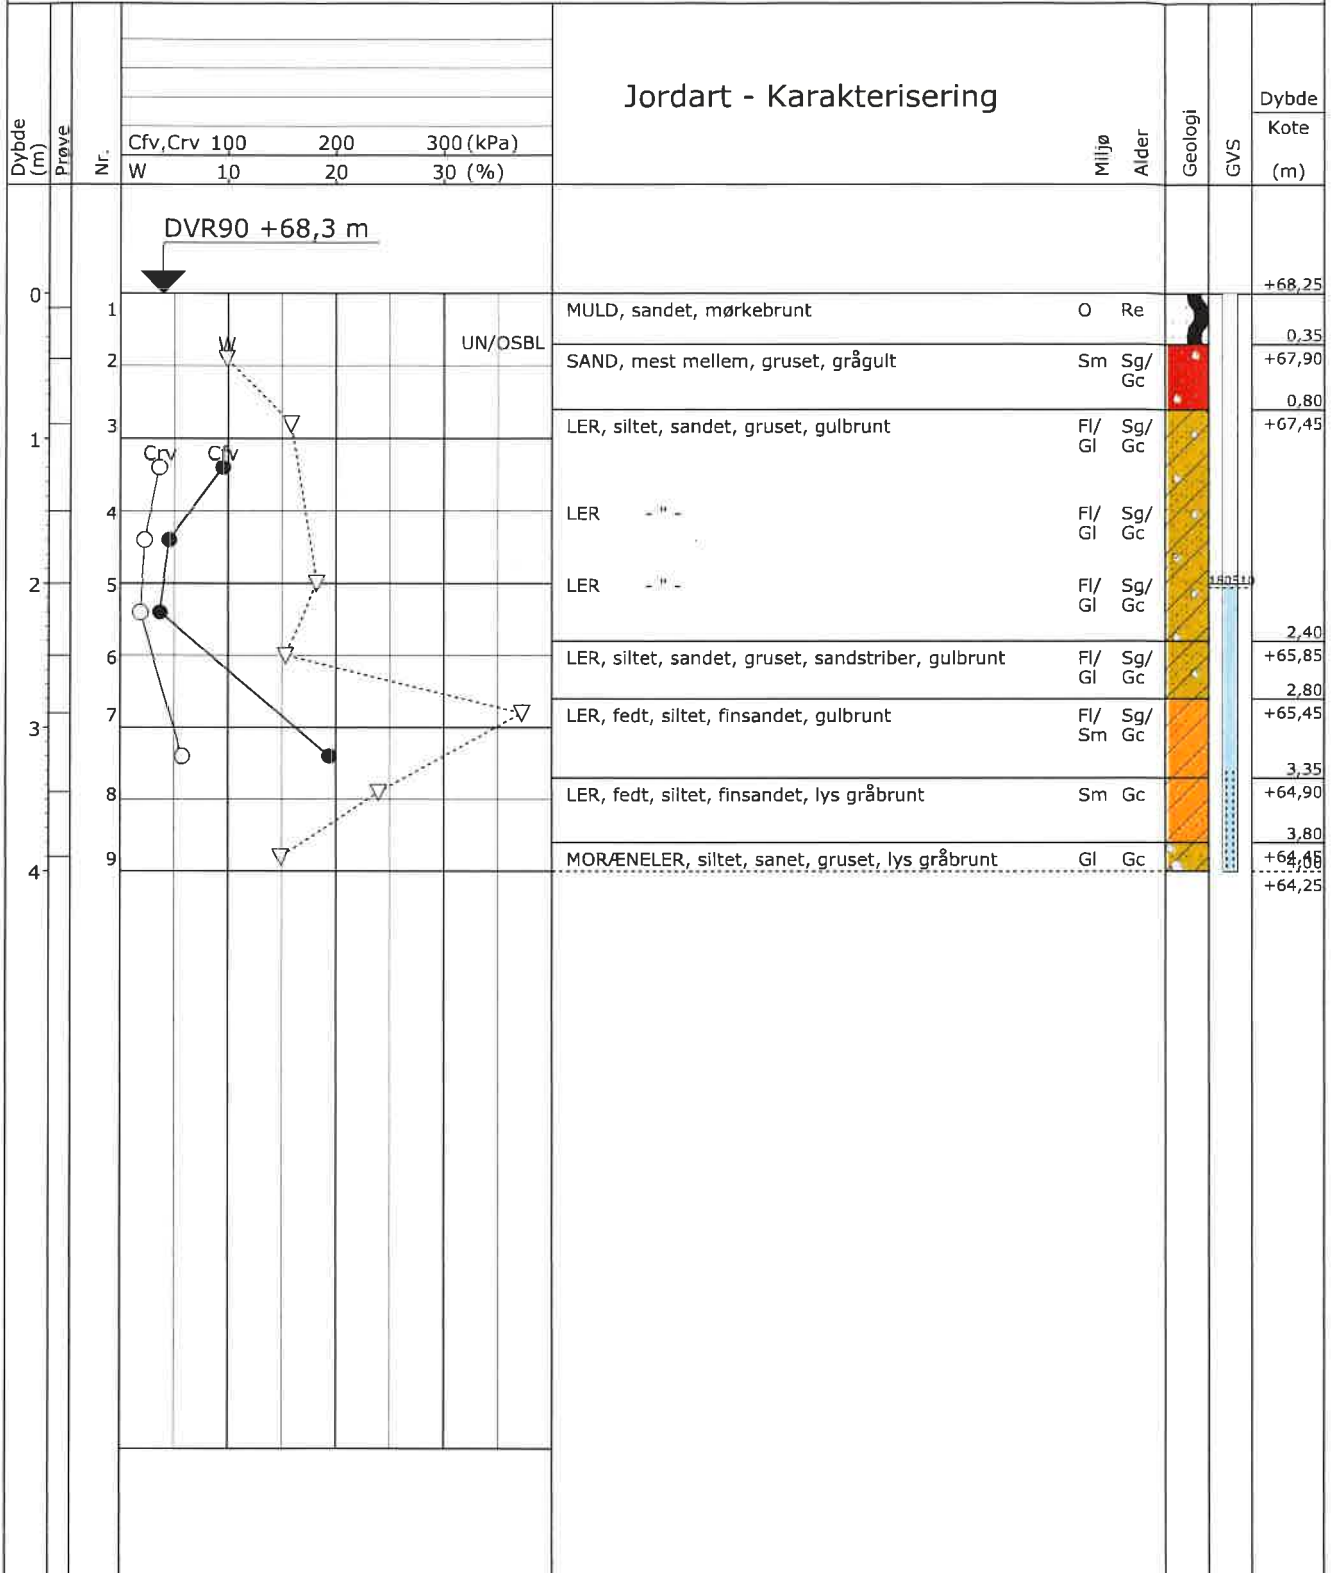 Jordart - Karakterisering
Dybde (m)
Prøve
Nr.
Cfv,Crv 100 200 300 (kPa)
W 10 20 30 (%)
Miljø
Alder
Geologi
GVS
Dybde
Kote
(m)
DVR90 +68,3 m
+68,25
0
1 MULD, sandet, mørkebrunt O Re
0,35
W
UN/OSBL
2 SAND, mest mellem, gruset, grågult Sm Sg/ +67,90
Gc
0,80
3 LER, siltet, sandet, gruset, gulbrunt Fl/ Sg/ +67,45
1 Gl Gc
Crv Cfv
4 LER -"- Fl/ Sg/
Gl Gc
2 5 LER -"- Fl/ Sg/
Gl Gc
180510
2,40
6 LER, siltet, sandet, gruset, sandstriber, gulbrunt Fl/ Sg/ +65,85
Gl Gc
2,80
7 LER, fedt, siltet, finsandet, gulbrunt Fl/ Sg/ +65,45
3 Sm Gc
3,35
8 LER, fedt, siltet, finsandet, lys gråbrunt Sm Gc +64,90
3,80
9 MORÆNELER, siltet, sanet, gruset, lys gråbrunt Gl Gc +64,45
4 4,00
+64,25